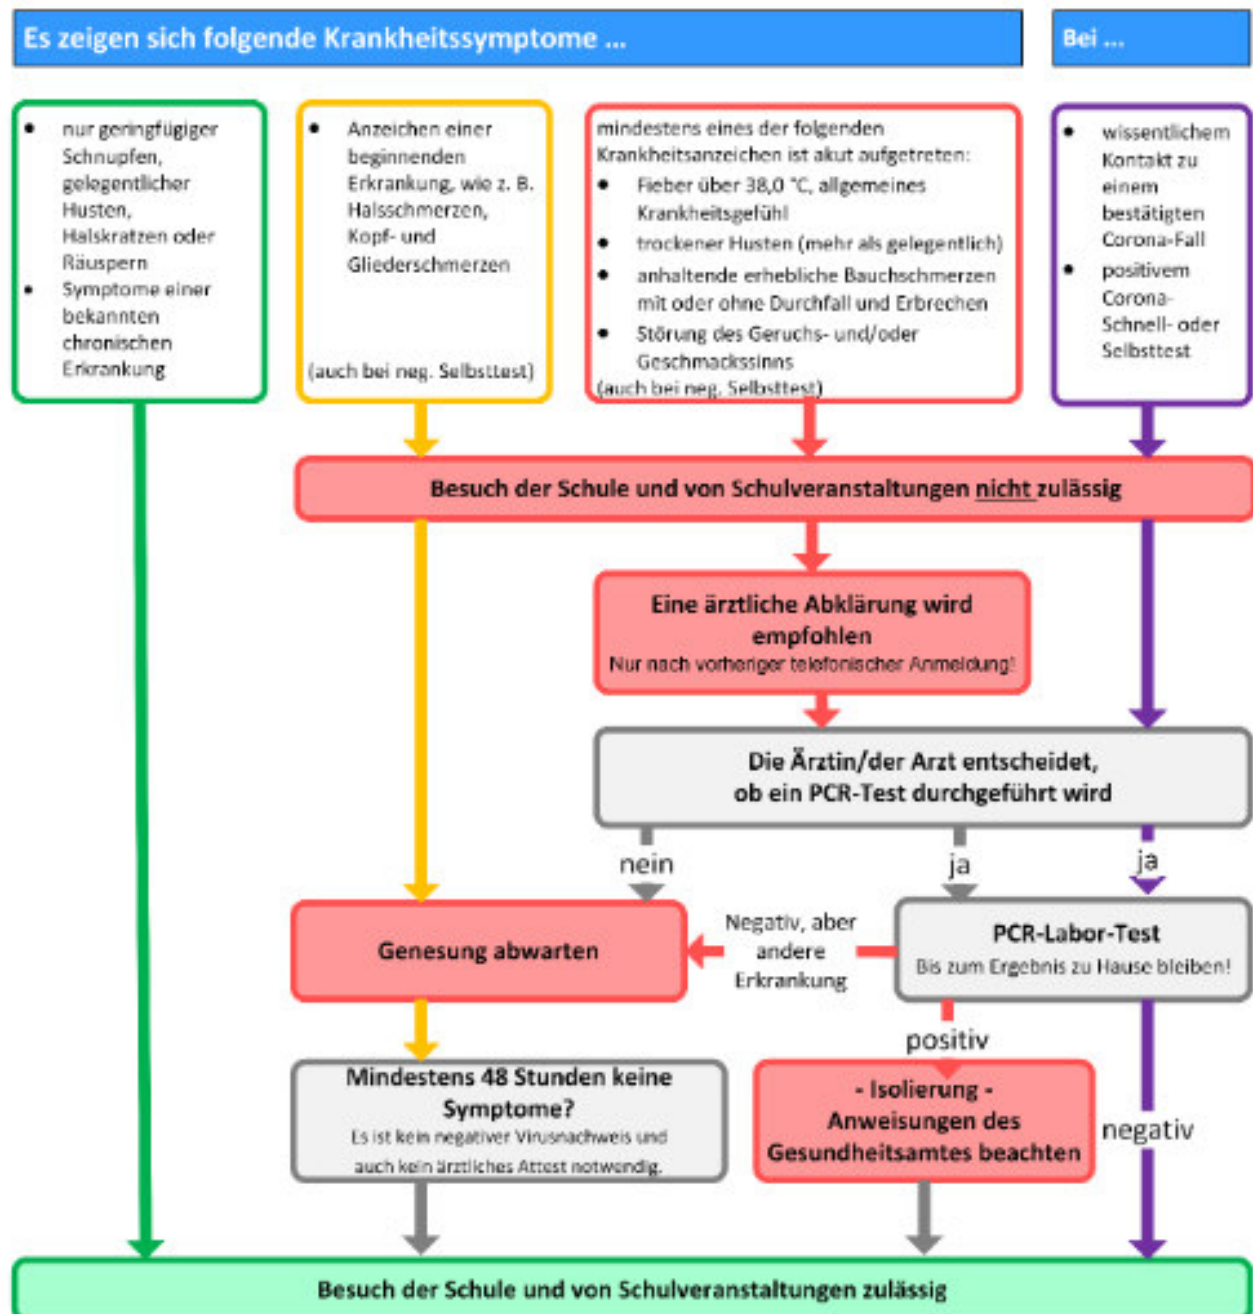 Es zeigen sich folgende Krankheitssymptome ...
Bei ...
• nur geringfügiger
Schnupfen,
gelegentlicher
Husten,
Halskratzen oder
Räuspern
• Symptome einer
bekannten
chronischen
Erkrankung
• Anzeichen einer
beginnenden
Erkrankung, wie z. B.
Halsschmerzen,
Kopf- und
Gliederschmerzen
(auch bei neg. Selbsttest)
mindestens eines der folgenden
Krankheitsanzeichen ist akut aufgetreten:
• Fieber über 38,0 °C, allgemeines
Krankheitsgefühl
• trockener Husten (mehr als gelegentlich)
• anhaltende erhebliche Bauchschmerzen
mit oder ohne Durchfall und Erbrechen
• Störung des Geruchs- und/oder
Geschmackssinns
(auch bei neg. Selbsttest)
• wissentlichem
Kontakt zu
einem
bestätigten
Corona-Fall
• positivem
Corona-
Schnell- oder
Selbsttest
Besuch der Schule und von Schulveranstaltungen nicht zulässig
Eine ärztliche Abklärung wird
empfohlen
Nur nach vorheriger telefonischer Anmeldung!
Die Ärztin/der Arzt entscheidet,
ob ein PCR-Test durchgeführt wird
nein
ja
ja
Genesung abwarten
Negativ, aber
andere
Erkrankung
PCR-Labor-Test
Bis zum Ergebnis zu Hause bleiben!
positiv
Mindestens 48 Stunden keine
Symptome?
Es ist kein negativer Virusnachweis und
auch kein ärztliches Attest notwendig.
- Isolierung -
Anweisungen des
Gesundheitsamtes beachten
negativ
Besuch der Schule und von Schulveranstaltungen zulässig